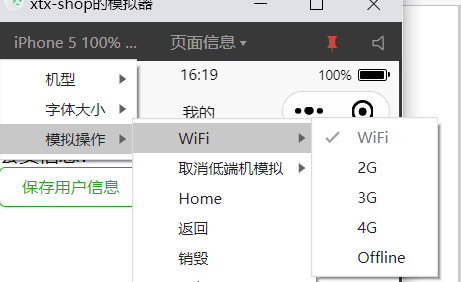 xtx-shop的模拟器
iPhone 5 100% ... 页面信息
16:19 100%
机型
字体大小 我的
模拟操作 WiFi WiFi
保存用户信息 取消低端机模拟 2G
Home 3G
返回 4G
销毁 Offline